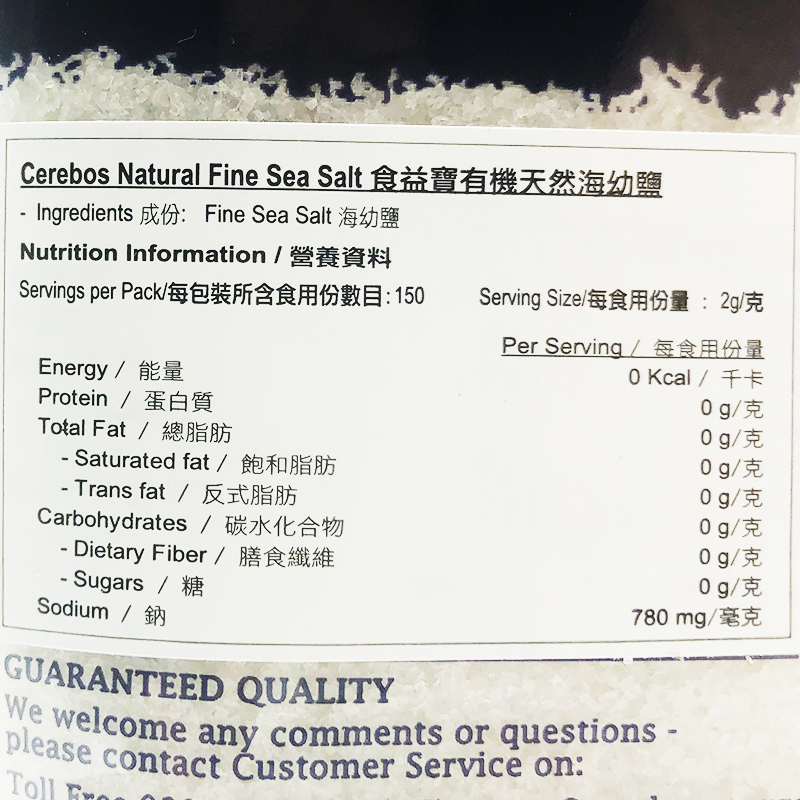 Cerebos Natural Fine Sea Salt 食益寶有機天然海幼鹽
- Ingredients 成份: Fine Sea Salt 海幼鹽
Nutrition Information / 營養資料
Servings per Pack/每包裝所含食用份數目:150 Serving Size/每食用份量 : 2g/克
Per Serving / 每食用份量
Energy / 能量 0 Kcal / 千卡
Protein / 蛋白質 0 g/克
Total Fat / 總脂肪 0 g/克
- Saturated fat / 飽和脂肪 0 g/克
- Trans fat / 反式脂肪 0 g/克
Carbohydrates / 碳水化合物 0 g/克
- Dietary Fiber / 膳食纖維 0 g/克
- Sugars / 糖 0 g/克
Sodium / 鈉 780 mg/毫克
GUARANTEED QUALITY
We welcome any comments or questions -
please contact Customer Service on:
Toll Free